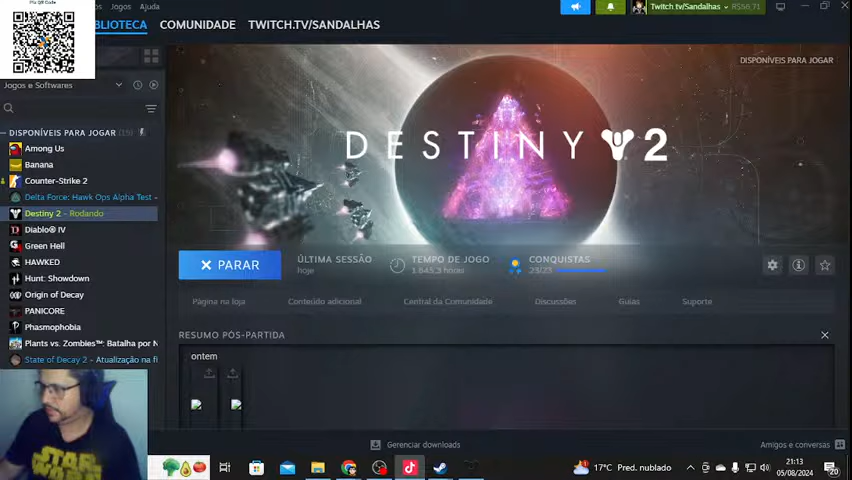 Pix QR Code
Jogos Ajuda
Twitch.tv/Sandalhas R$56,71
BLIOTECA COMUNIDADE TWITCH.TV/SANDALHAS
Jogos e Softwares
DISPONÍVEIS PARA JOGAR (15)
Among Us
Banana
Counter-Strike 2
Delta Force: Hawk Ops Alpha Test -
Destiny 2 - Rodando
Diablo® IV
Green Hell
HAWKED
Hunt: Showdown
Origin of Decay
PANICORE
Phasmophobia
Plants vs. Zombies™: Batalha por N
State of Decay 2 - Atualização na fi
DISPONÍVEIS PARA JOGAR
DESTINY 2
PARAR
ÚLTIMA SESSÃO
hoje
TEMPO DE JOGO
1.645,3 horas
CONQUISTAS
23/23
Página na loja Conteúdo adicional Central da Comunidade Discussões Guias Suporte
RESUMO PÓS-PARTIDA
ontem
STAR
WARS
Gerenciar downloads
Amigos e conversas
17°C Pred. nublado
21:13
05/08/2024
20